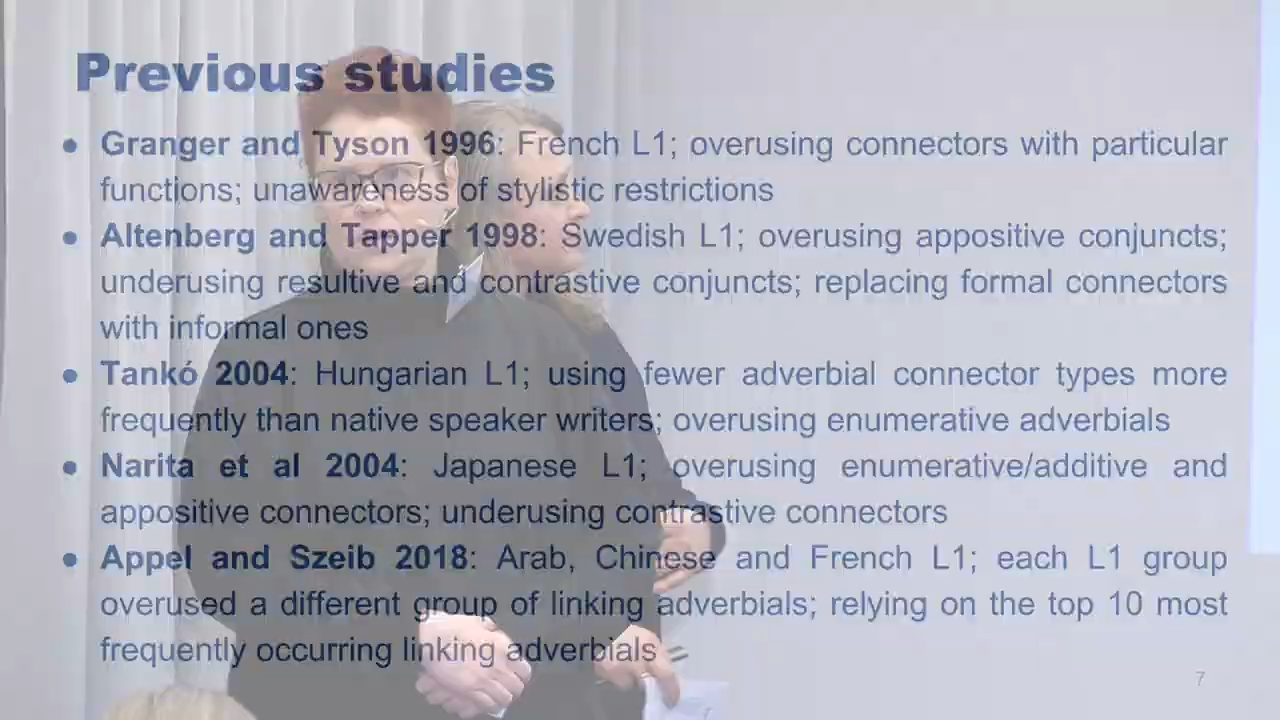 Previous studies
● Granger and Tyson 1996: French L1; overusing connectors with particular
functions; unawareness of stylistic restrictions
● Altenberg and Tapper 1998: Swedish L1; overusing appositive conjuncts;
underusing resultive and contrastive conjuncts; replacing formal connectors
with informal ones
● Tankó 2004: Hungarian L1; using fewer adverbial connector types more
frequently than native speaker writers; overusing enumerative adverbials
● Narita et al 2004: Japanese L1; overusing enumerative/additive and
appositive connectors; underusing contrastive connectors
● Appel and Szeib 2018: Arab, Chinese and French L1; each L1 group
overused a different group of linking adverbials; relying on the top 10 most
frequently occurring linking adverbials
7